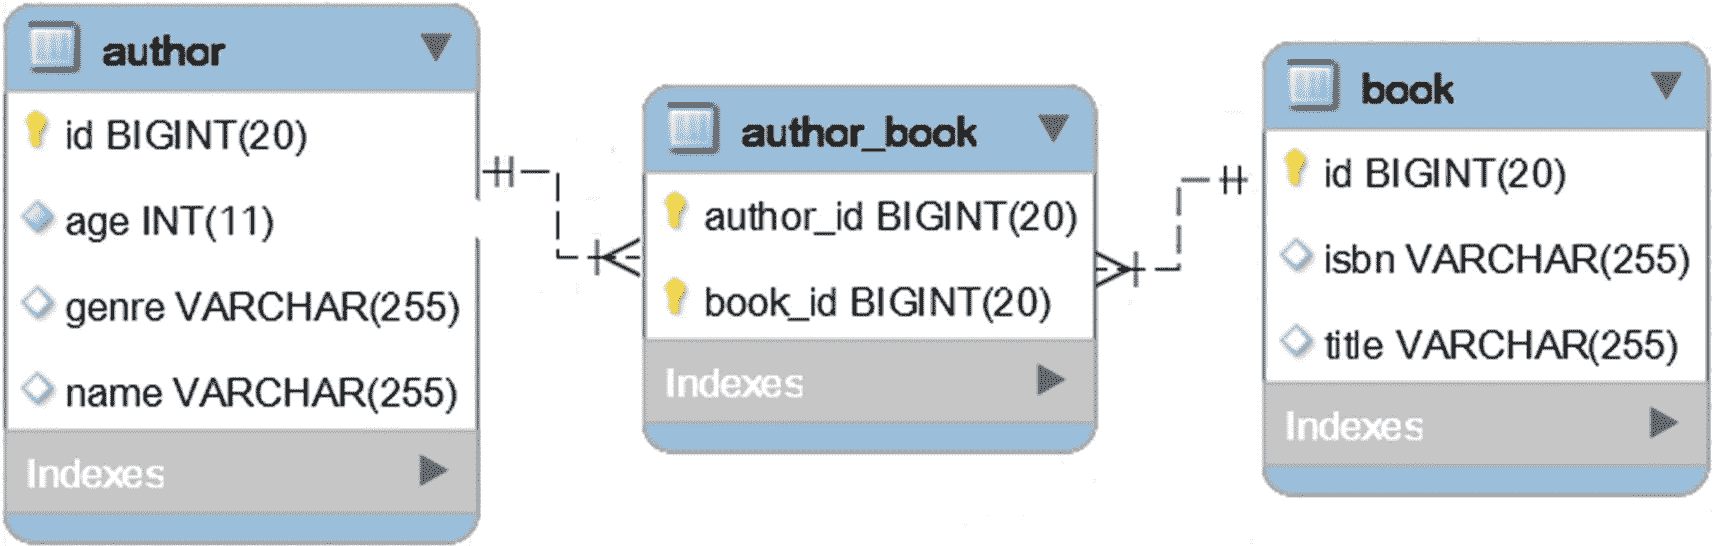 author
id BIGINT(20)
age INT(11)
genre VARCHAR(255)
name VARCHAR(255)
Indexes
author_book
author_id BIGINT(20)
book_id BIGINT(20)
Indexes
book
id BIGINT(20)
isbn VARCHAR(255)
title VARCHAR(255)
Indexes